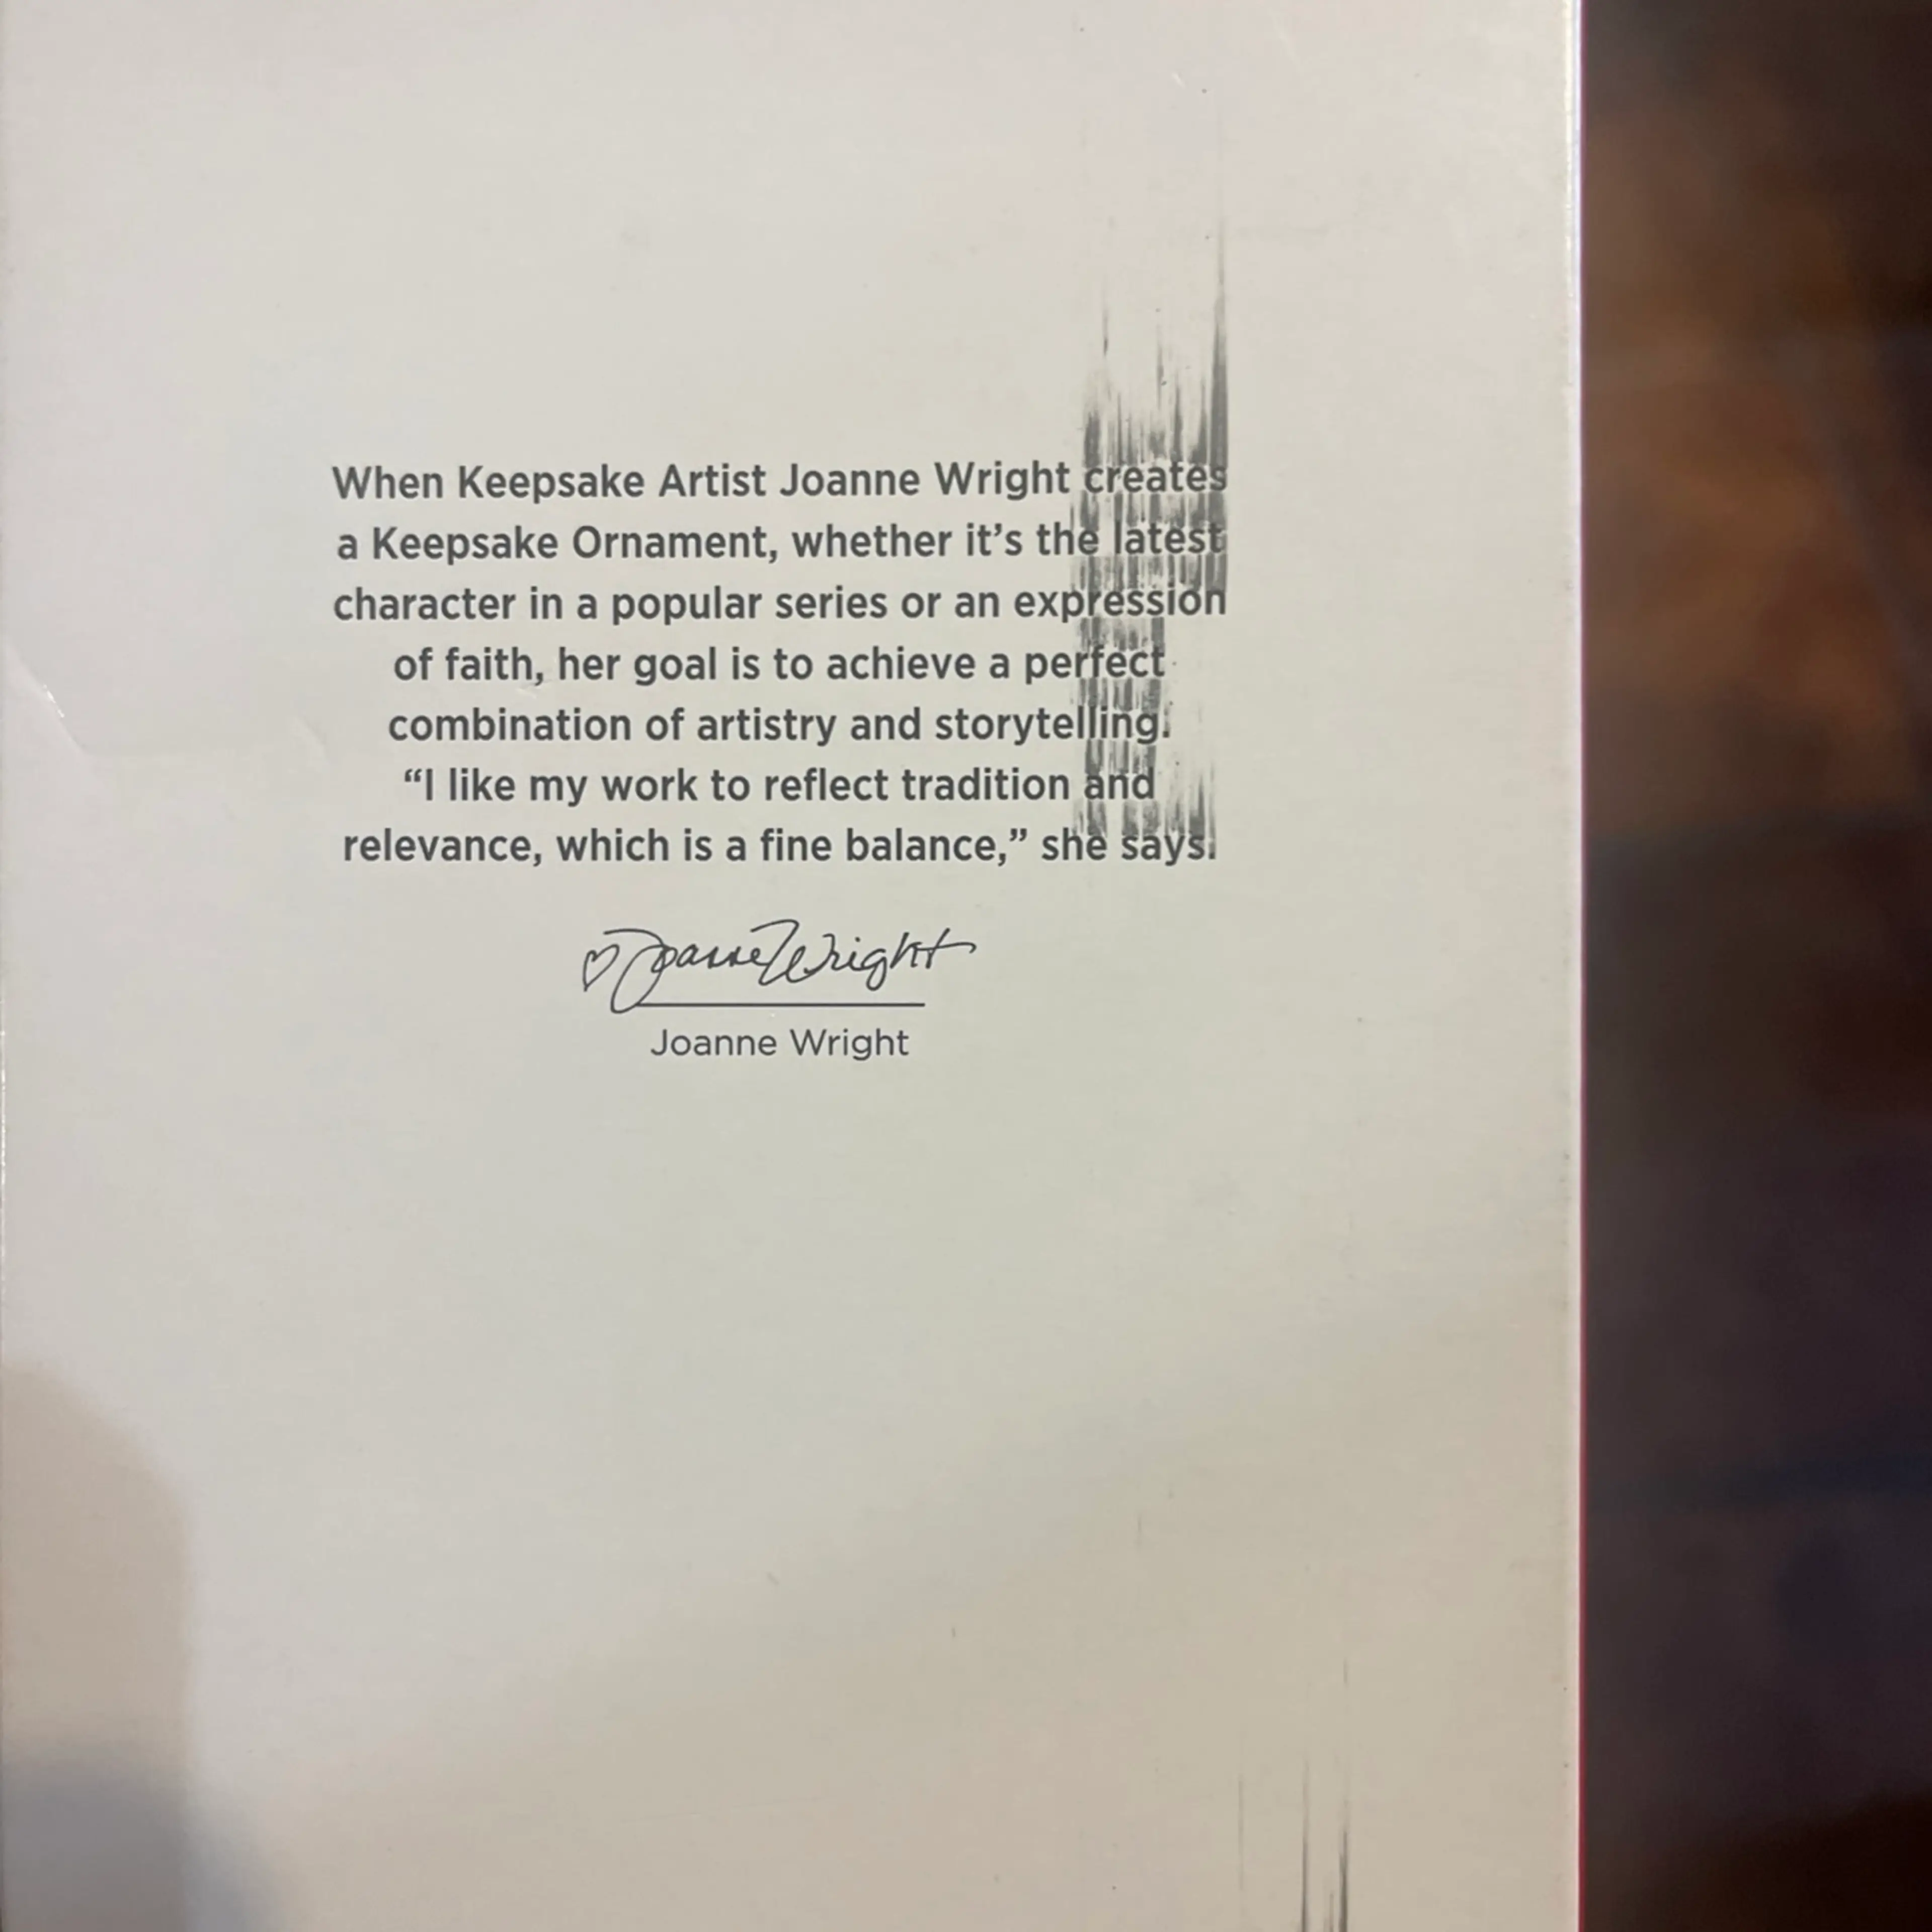 When Keepsake Artist Joanne Wright creates
a Keepsake Ornament, whether it’s the latest
character in a popular series or an expression
of faith, her goal is to achieve a perfect
combination of artistry and storytelling.
“I like my work to reflect tradition and
relevance, which is a fine balance,” she says.
Joanne Wright
Joanne Wright